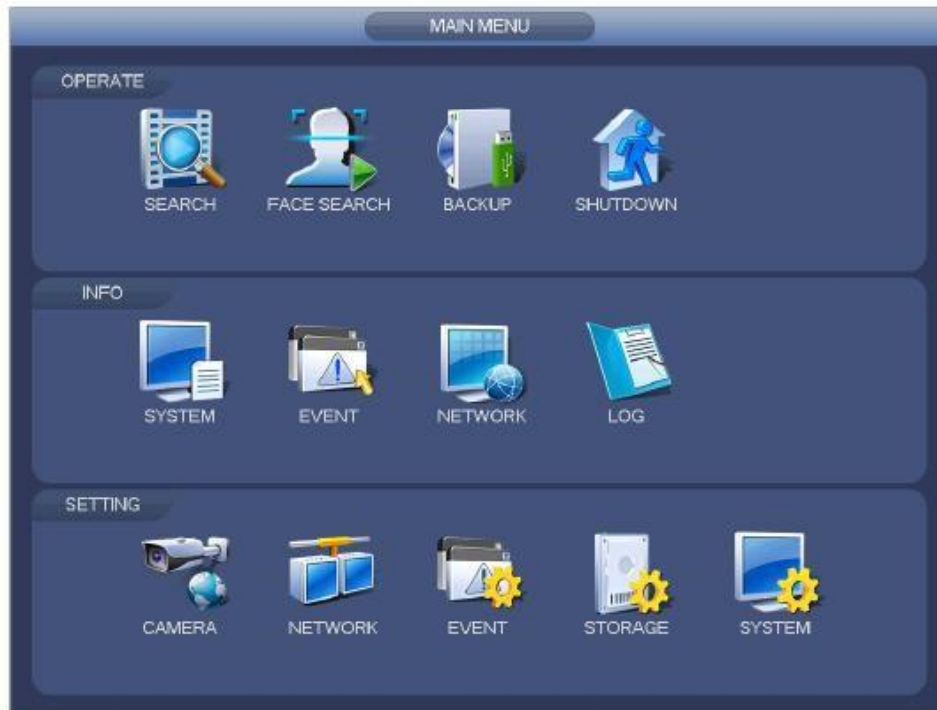 MAIN MENU
OPERATE
SEARCH FACE SEARCH BACKUP SHUTDOWN
INFO
SYSTEM EVENT NETWORK LOG
SETTING
CAMERA NETWORK EVENT STORAGE SYSTEM